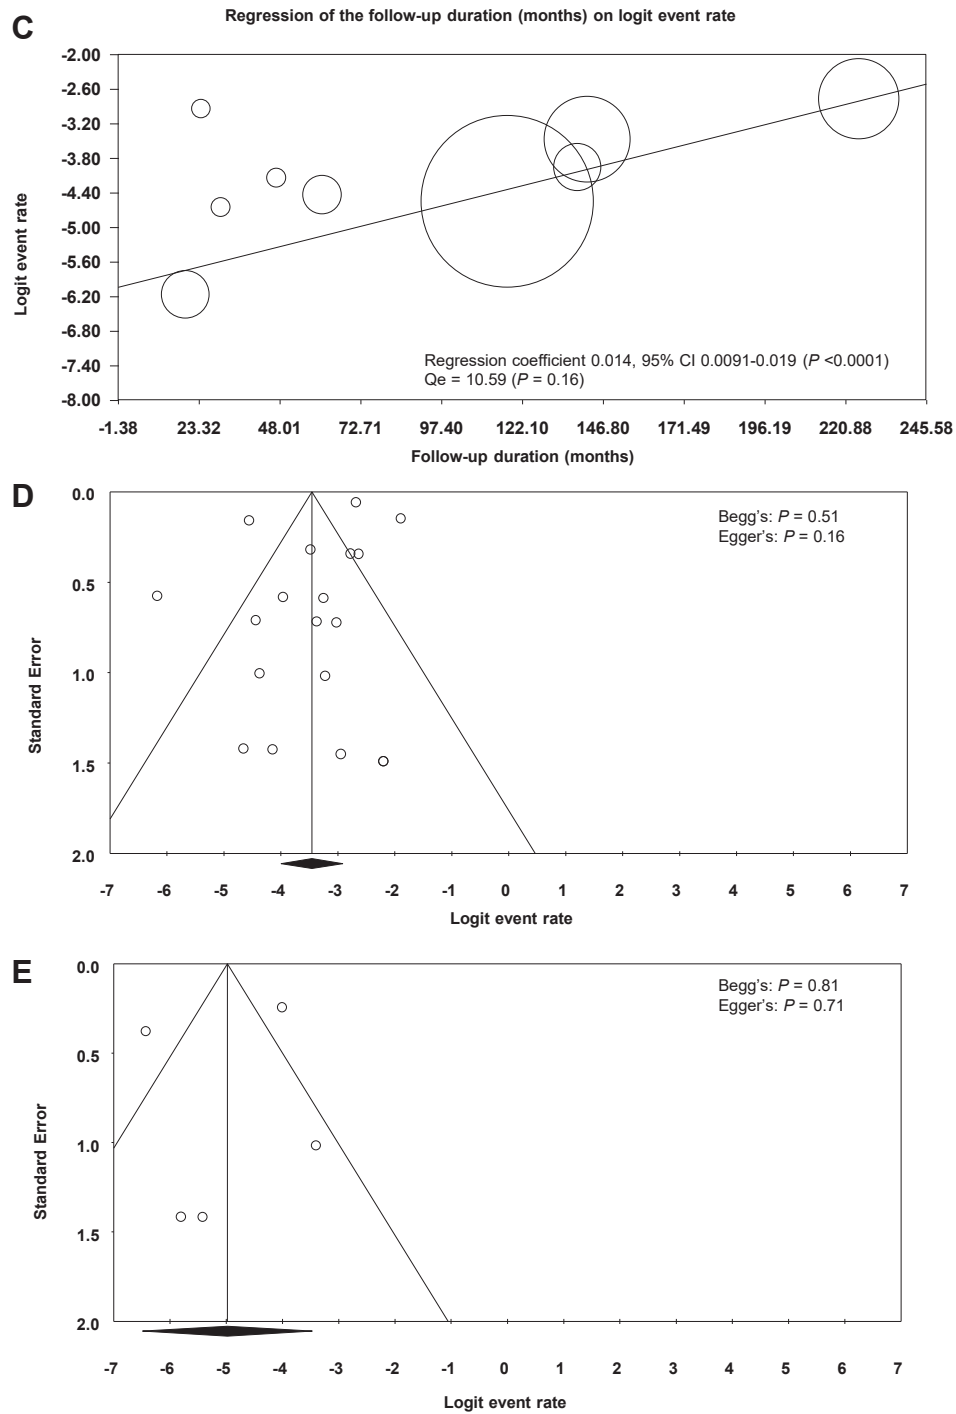 C
Regression of the follow-up duration (months) on logit event rate
-2.00
-2.60
-3.20
-3.80
-4.40
-5.00
-5.60
-6.20
-6.80
-7.40
-8.00
Logit event rate
Regression coefficient 0.014, 95% CI 0.0091-0.019 (P <0.0001)
Qe = 10.59 (P = 0.16)
-1.38 23.32 48.01 72.71 97.40 122.10 146.80 171.49 196.19 220.88 245.58
Follow-up duration (months)
D
0.0
0.5
1.0
1.5
2.0
Standard Error
Begg's: P = 0.51
Egger's: P = 0.16
-7 -6 -5 -4 -3 -2 -1 0 1 2 3 4 5 6 7
Logit event rate
E
0.0
0.5
1.0
1.5
2.0
Standard Error
Begg's: P = 0.81
Egger's: P = 0.71
-7 -6 -5 -4 -3 -2 -1 0 1 2 3 4 5 6 7
Logit event rate